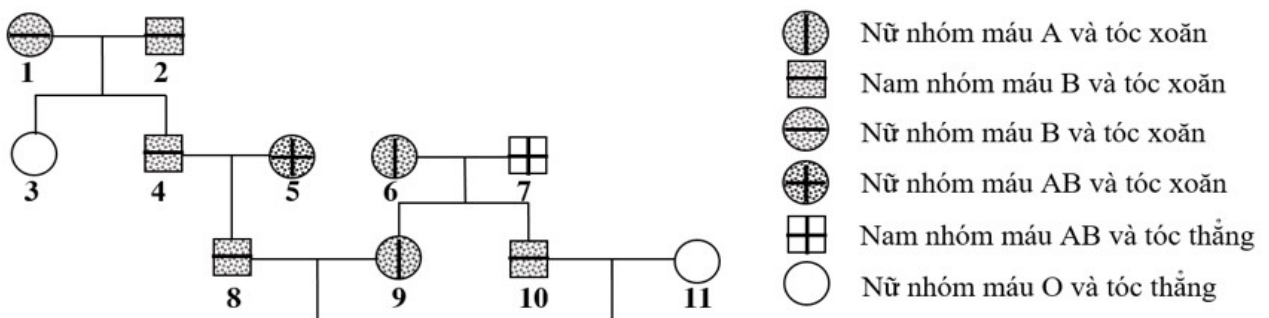 1
2
3
4
5
6
7
8
9
10
11
Nữ nhóm máu A và tóc xoăn
Nam nhóm máu B và tóc xoăn
Nữ nhóm máu B và tóc xoăn
Nữ nhóm máu AB và tóc xoăn
Nam nhóm máu AB và tóc thẳng
Nữ nhóm máu O và tóc thẳng